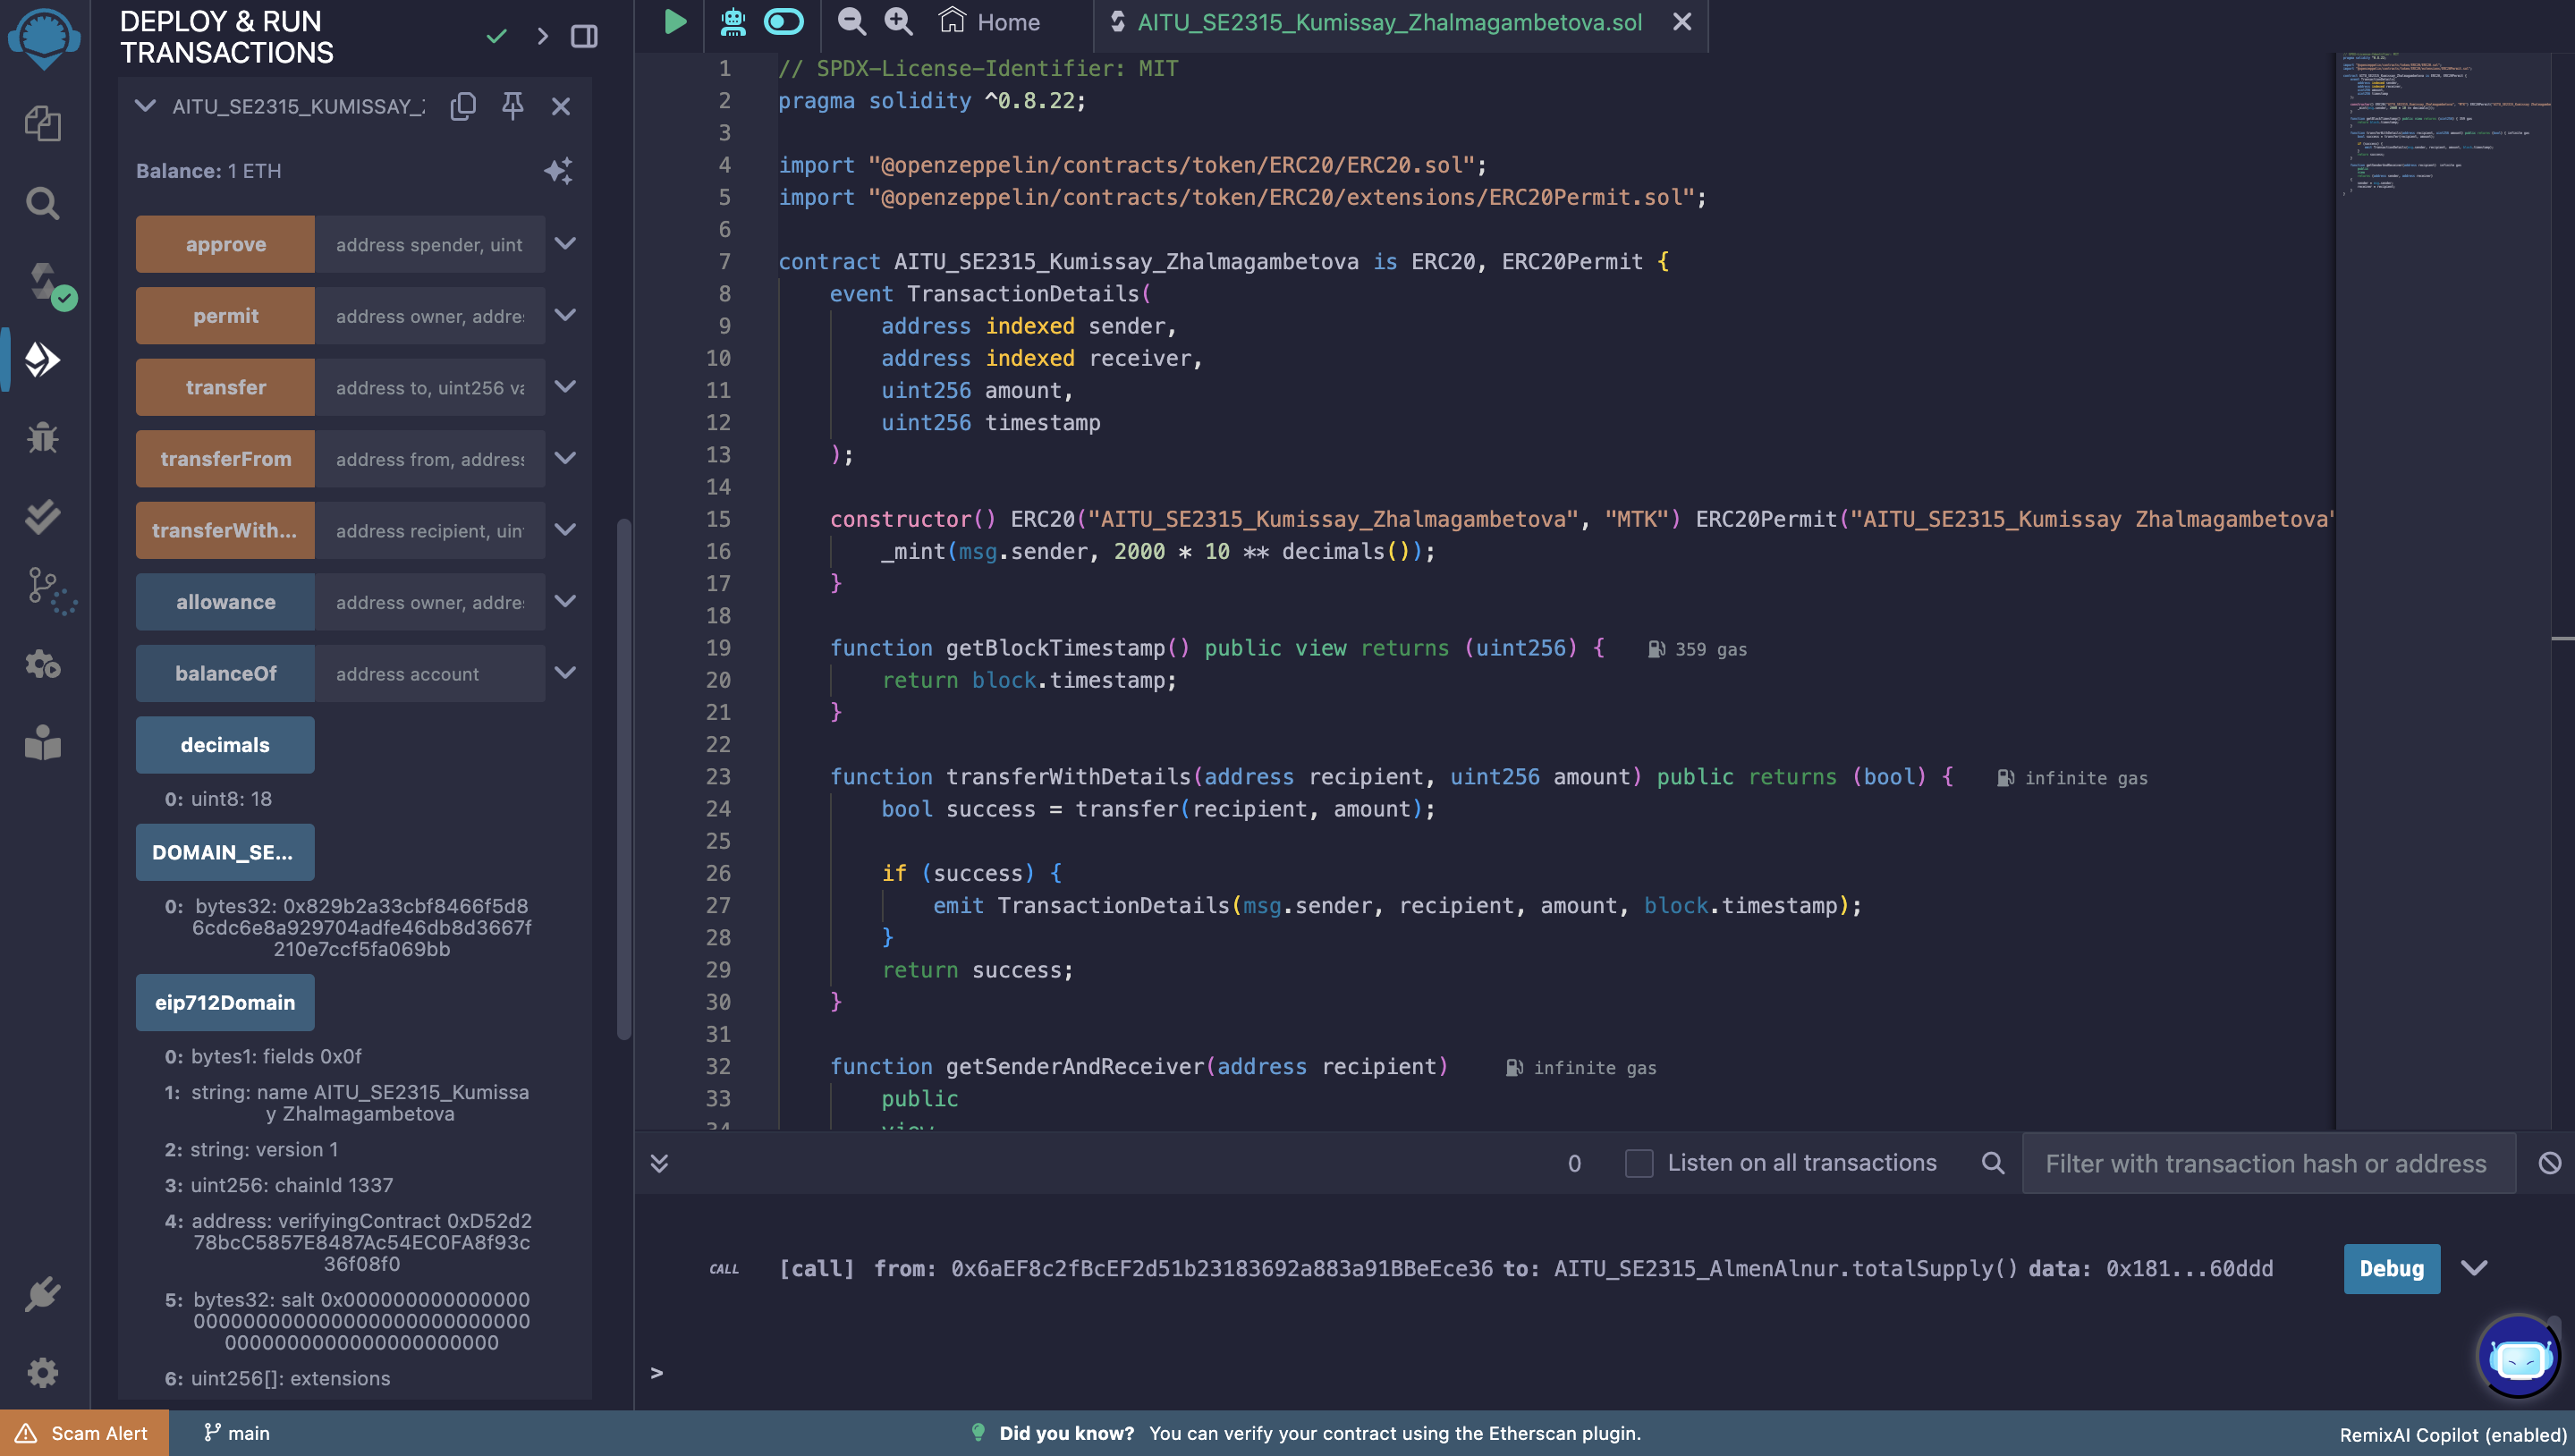 DEPLOY & RUN
TRANSACTIONS
AITU_SE2315_KUMISSAY_
Balance: 1 ETH
approve address spender, uint
permit address owner, addre
transfer address to, uint256 va
transferFrom address from, address
transferWith... address recipient, uin
allowance address owner, addre
balanceOf address account
decimals
0: uint8: 18
DOMAIN_SE...
0: bytes32: 0x829b2a33cbf8466f5d8
6cdc6e8a929704adfe46db8d3667f
210e7ccf5fa069bb
eip712Domain
0: bytes1: fields 0x0f
1: string: name AITU_SE2315_Kumissa
y Zhalmagambetova
2: string: version 1
3: uint256: chainId 1337
4: address: verifyingContract 0xD52d2
78bcC5857E8487Ac54EC0FA8f93c
36f08f0
5: bytes32: salt 0x000000000000000
00000000000000000000000000
00000000000000000000000
6: uint256[]: extensions
Home
AITU_SE2315_Kumissay_Zhalmagambetova.sol
1 // SPDX-License-Identifier: MIT
2 pragma solidity ^0.8.22;
3
4 import "@openzeppelin/contracts/token/ERC20/ERC20.sol";
5 import "@openzeppelin/contracts/token/ERC20/extensions/ERC20Permit.sol";
6
7 contract AITU_SE2315_Kumissay_Zhalmagambetova is ERC20, ERC20Permit {
8 event TransactionDetails(
9 address indexed sender,
10 address indexed receiver,
11 uint256 amount,
12 uint256 timestamp
13 );
14
15 constructor() ERC20("AITU_SE2315_Kumissay_Zhalmagambetova", "MTK") ERC20Permit("AITU_SE2315_Kumissay Zhalmagambetova"
16 _mint(msg.sender, 2000 * 10 ** decimals());
17 }
18
19 function getBlockTimestamp() public view returns (uint256) { 359 gas
20 return block.timestamp;
21 }
22
23 function transferWithDetails(address recipient, uint256 amount) public returns (bool) { infinite gas
24 bool success = transfer(recipient, amount);
25
26 if (success) {
27 emit TransactionDetails(msg.sender, recipient, amount, block.timestamp);
28 }
29 return success;
30 }
31
32 function getSenderAndReceiver(address recipient) infinite gas
33 public
34 view
0 Listen on all transactions Filter with transaction hash or address
CALL [call] from: 0x6aEF8c2fBcEF2d51b23183692a883a91BBeEce36 to: AITU_SE2315_AlmenAlnur.totalSupply() data: 0x181...60ddd Debug
>
Scam Alert main Did you know? You can verify your contract using the Etherscan plugin. RemixAI Copilot (enabled)